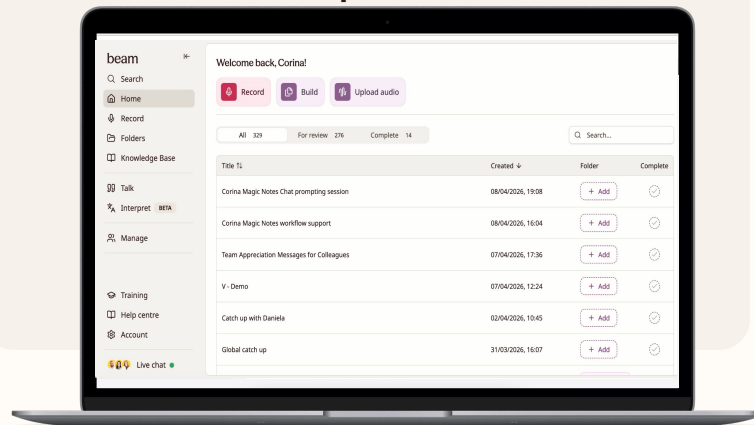 beam
Search
Home
Record
Folders
Knowledge Base
Talk
Interpret BETA
Manage
Training
Help centre
Account
Live chat
Welcome back, Corina!
Record Build Upload audio
All 329 For review 276 Complete 14
Search...
Title Created Folder Complete
Corina Magic Notes Chat prompting session 08/04/2026, 19:08 + Add
Corina Magic Notes workflow support 08/04/2026, 16:04 + Add
Team Appreciation Messages for Colleagues 07/04/2026, 17:36 + Add
V - Demo 07/04/2026, 12:24 + Add
Catch up with Daniela 02/04/2026, 10:45 + Add
Global catch up 31/03/2026, 16:07 + Add